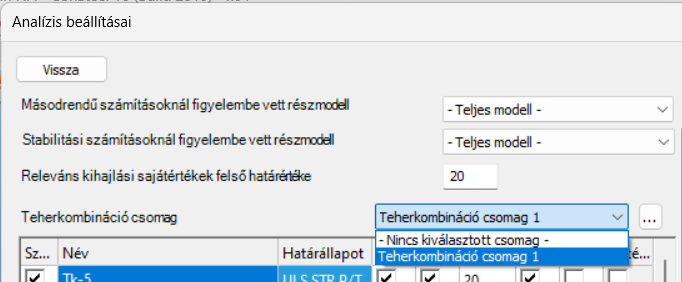 Analízis beállításai
Vissza
Másodrendű számításoknál figyelembe vett részmodell - Teljes modell -
Stabilitási számításoknál figyelembe vett részmodell - Teljes modell -
Releváns kihajlási sajátértékek felső határértéke 20
Teherkombináció csomag Teherkombináció csomag 1 ...
- Nincs kiválasztott csomag -
Sz... Név Határállapot Teherkombináció csomag 1
Tk-5 ULS STR P/T 20